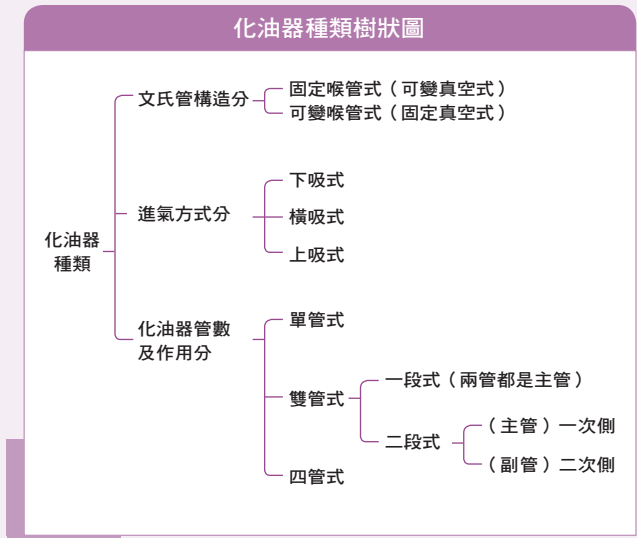 化油器種類樹狀圖
文氏管構造分
固定喉管式（可變真空式）
可變喉管式（固定真空式）
進氣方式分
下吸式
橫吸式
上吸式
化油器
種類
化油器管數
及作用分
單管式
雙管式
一段式（兩管都是主管）
二段式
（主管）一次側
（副管）二次側
四管式